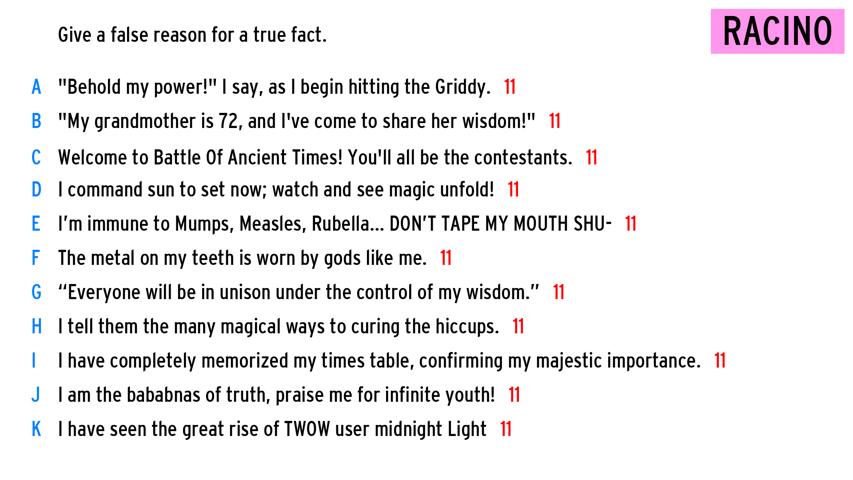 Give a false reason for a true fact.
RACINO
A "Behold my power!" I say, as I begin hitting the Griddy. 11
B "My grandmother is 72, and I've come to share her wisdom!" 11
C Welcome to Battle Of Ancient Times! You'll all be the contestants. 11
D I command sun to set now; watch and see magic unfold! 11
E I’m immune to Mumps, Measles, Rubella... DON’T TAPE MY MOUTH SHU- 11
F The metal on my teeth is worn by gods like me. 11
G “Everyone will be in unison under the control of my wisdom.” 11
H I tell them the many magical ways to curing the hiccups. 11
I I have completely memorized my times table, confirming my majestic importance. 11
J I am the bababnas of truth, praise me for infinite youth! 11
K I have seen the great rise of TWOW user midnight Light 11